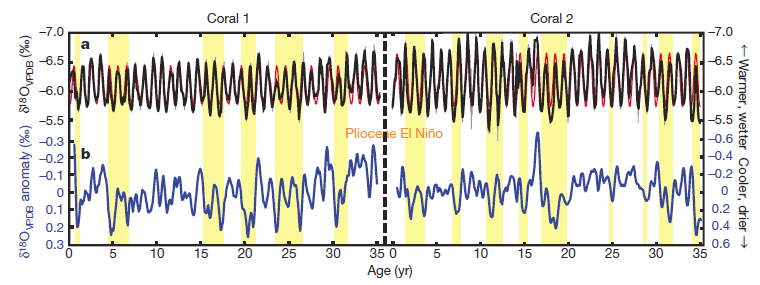 Coral 1 Coral 2
a
b
Pliocene El Niño
δ¹⁸O_VPDB (‰)
–7.0
–6.5
–6.0
–5.5
δ¹⁸O_VPDB anomaly (‰)
–0.3
–0.2
–0.1
0
0.1
0.2
0.3
–7.0
–6.5
–6.0
–5.5
–0.6
–0.4
–0.2
0
0.2
0.4
0.6
← Warmer, wetter Cooler, drier →
0 5 10 15 20 25 30 35 0 5 10 15 20 25 30 35
Age (yr)